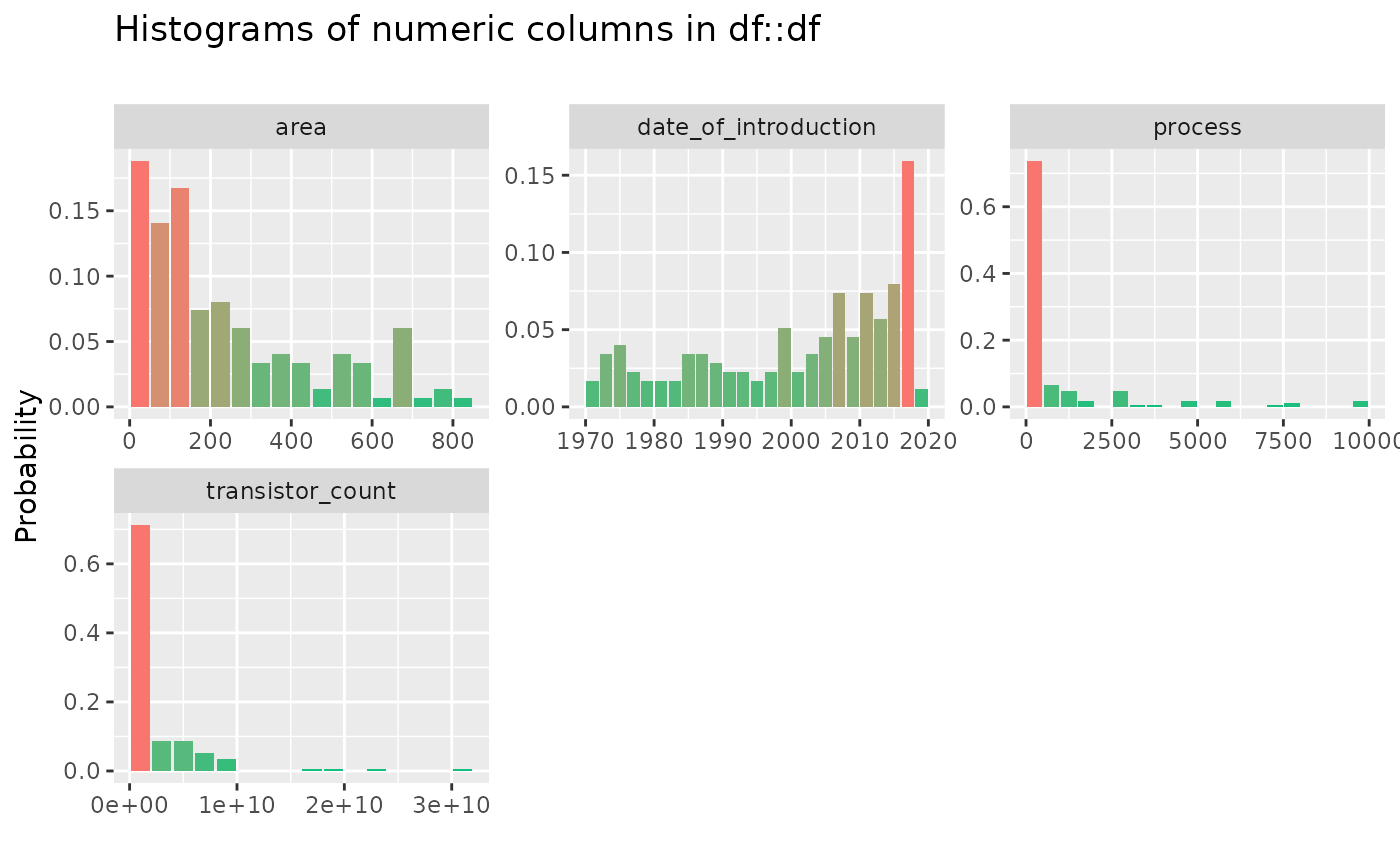 Histograms of numeric columns in df::df
area
date_of_introduction
process
0.15
0.10
0.05
0.00
0.15
0.10
0.05
0.00
0.6
0.4
0.2
0.0
0 200 400 600 800
1970 1980 1990 2000 2010 2020
0 2500 5000 7500 10000
Probability
transistor_count
0.6
0.4
0.2
0.0
0e+00 1e+10 2e+10 3e+10